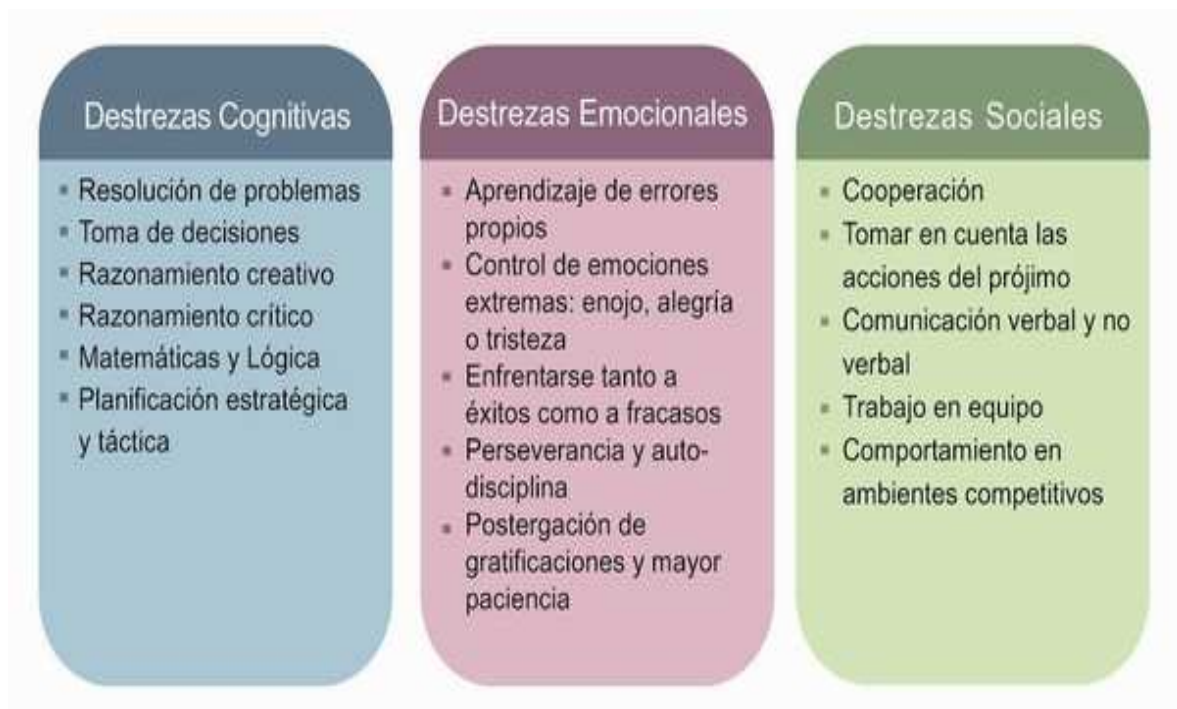 Destrezas Cognitivas
▪ Resolución de problemas
▪ Toma de decisiones
▪ Razonamiento creativo
▪ Razonamiento crítico
▪ Matemáticas y Lógica
▪ Planificación estratégica
y táctica
Destrezas Emocionales
▪ Aprendizaje de errores
propios
▪ Control de emociones
extremas: enojo, alegría
o tristeza
▪ Enfrentarse tanto a
éxitos como a fracasos
▪ Perseverancia y auto-
disciplina
▪ Postergación de
gratificaciones y mayor
paciencia
Destrezas Sociales
▪ Cooperación
▪ Tomar en cuenta las
acciones del prójimo
▪ Comunicación verbal y no
verbal
▪ Trabajo en equipo
▪ Comportamiento en
ambientes competitivos